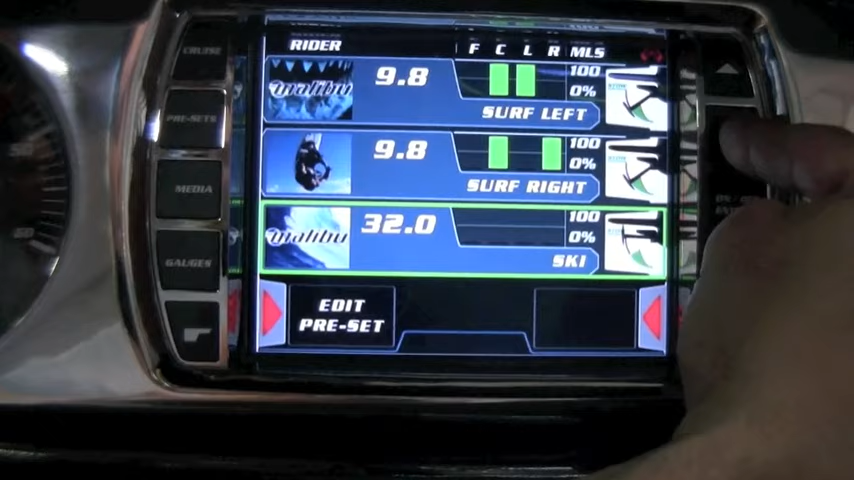 CRUISE
PRE-SETS
MEDIA
GAUGES
RIDER F C L R MLS
malibu 9.8 100
0%
SURF LEFT
9.8 100
0%
SURF RIGHT
malibu 32.0 100
0%
SKI
EDIT
PRE-SET